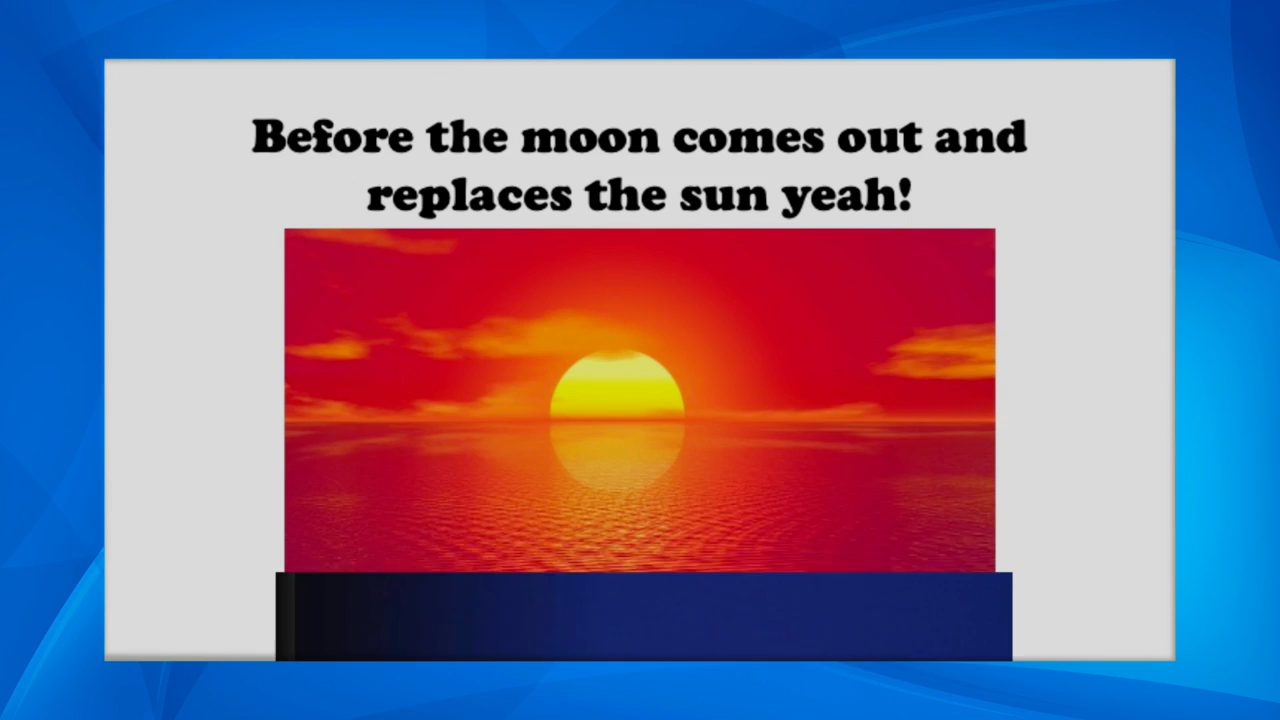 Before the moon comes out and
replaces the sun yeah!